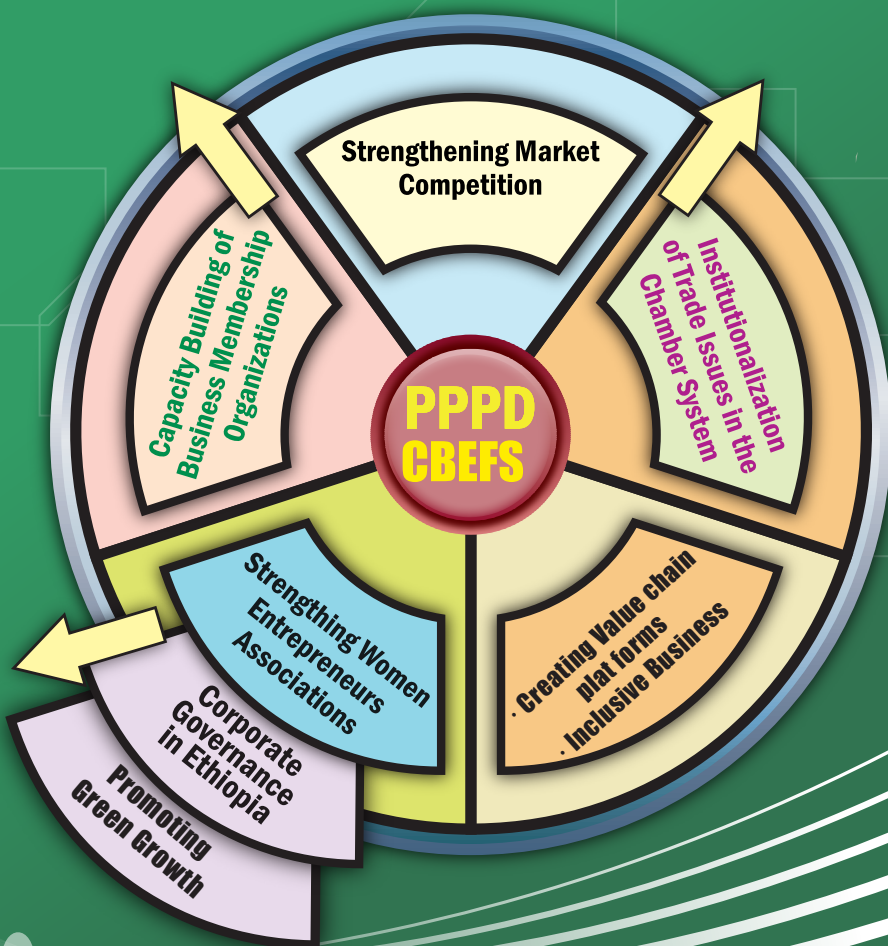 Strengthening Market
Competition
Capacity Building of
Business Membership
Organizations
Institutionalization
of Trade Issues in the
Chamber System
PPPD
CBEFS
Strengthing Women
Entrepreneurs
Associations
· Creating Value chain
plat forms
· Inclusive Business
Corporate
Governance
in Ethiopia
Promoting
Green Growth